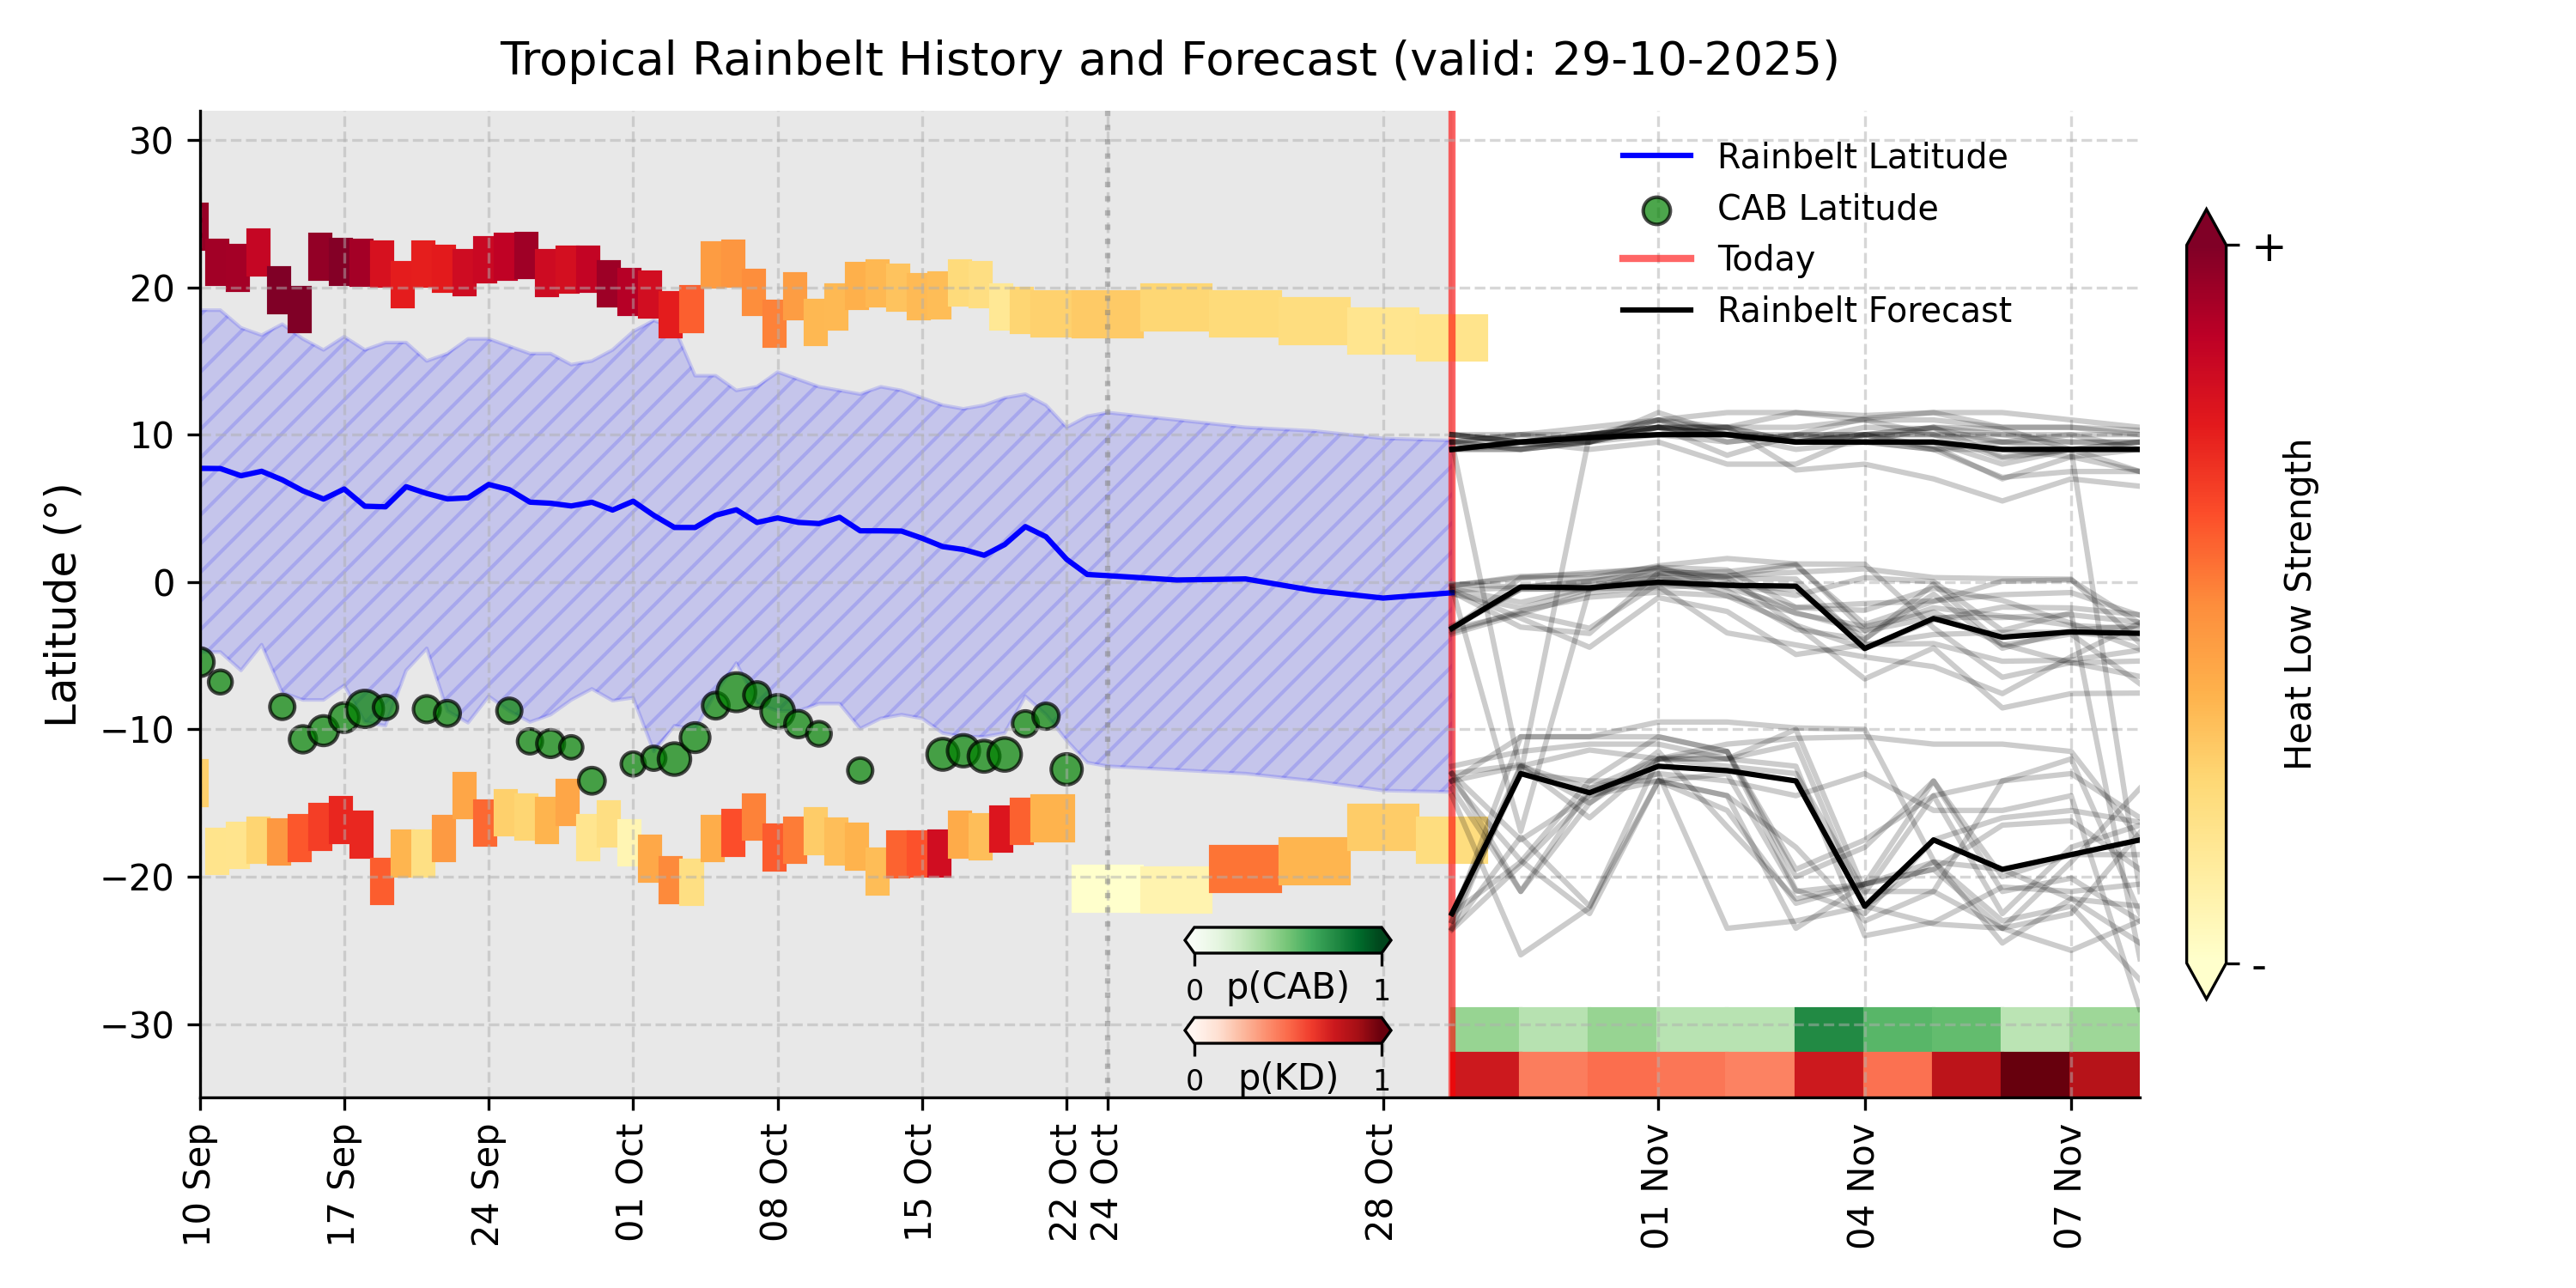 Tropical Rainbelt History and Forecast (valid: 29-10-2025)
Latitude (°)
30
20
10
0
−10
−20
−30
Rainbelt Latitude
CAB Latitude
Today
Rainbelt Forecast
0 p(CAB) 1
0 p(KD) 1
10 Sep
17 Sep
24 Sep
01 Oct
08 Oct
15 Oct
22 Oct
24 Oct
28 Oct
01 Nov
04 Nov
07 Nov
+
Heat Low Strength
-